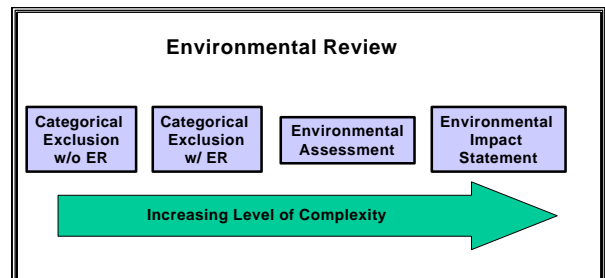 Environmental Review
Categorical
Exclusion
w/o ER
Categorical
Exclusion
w/ ER
Environmental
Assessment
Environmental
Impact
Statement
Increasing Level of Complexity